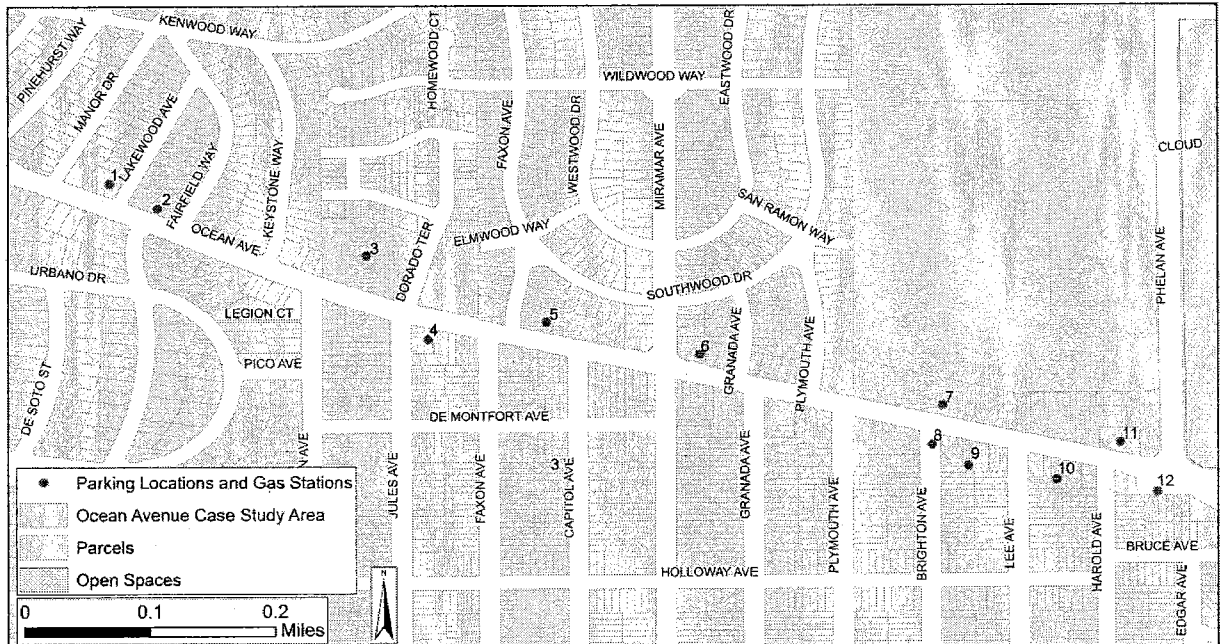 KENWOOD WAY
PINEHURST WAY
MANOR DR
LAKEWOOD AVE
FAIRFIELD WAY
KEYSTONE WAY
HOMEWOOD CT
FAXON AVE
WESTWOOD DR
WILDWOOD WAY
EASTWOOD DR
MIRAMAR AVE
CLOUD
PHELAN AVE
1
2
OCEAN AVE
3
DORADO TER
ELMWOOD WAY
SAN RAMON WAY
URBANO DR
LEGION CT
SOUTHWOOD DR
4
5
6
PICO AVE
GRANADA AVE
PLYMOUTH AVE
DE SOTO ST
DE MONTFORT AVE
7
8
9
10
11
12
N AVE
JULES AVE
FAXON AVE
3
CAPITOL AVE
GRANADA AVE
PLYMOUTH AVE
BRIGHTON AVE
LEE AVE
HAROLD AVE
BRUCE AVE
EDGAR AVE
HOLLOWAY AVE
Parking Locations and Gas Stations
Ocean Avenue Case Study Area
Parcels
Open Spaces
0 0.1 0.2
Miles
N